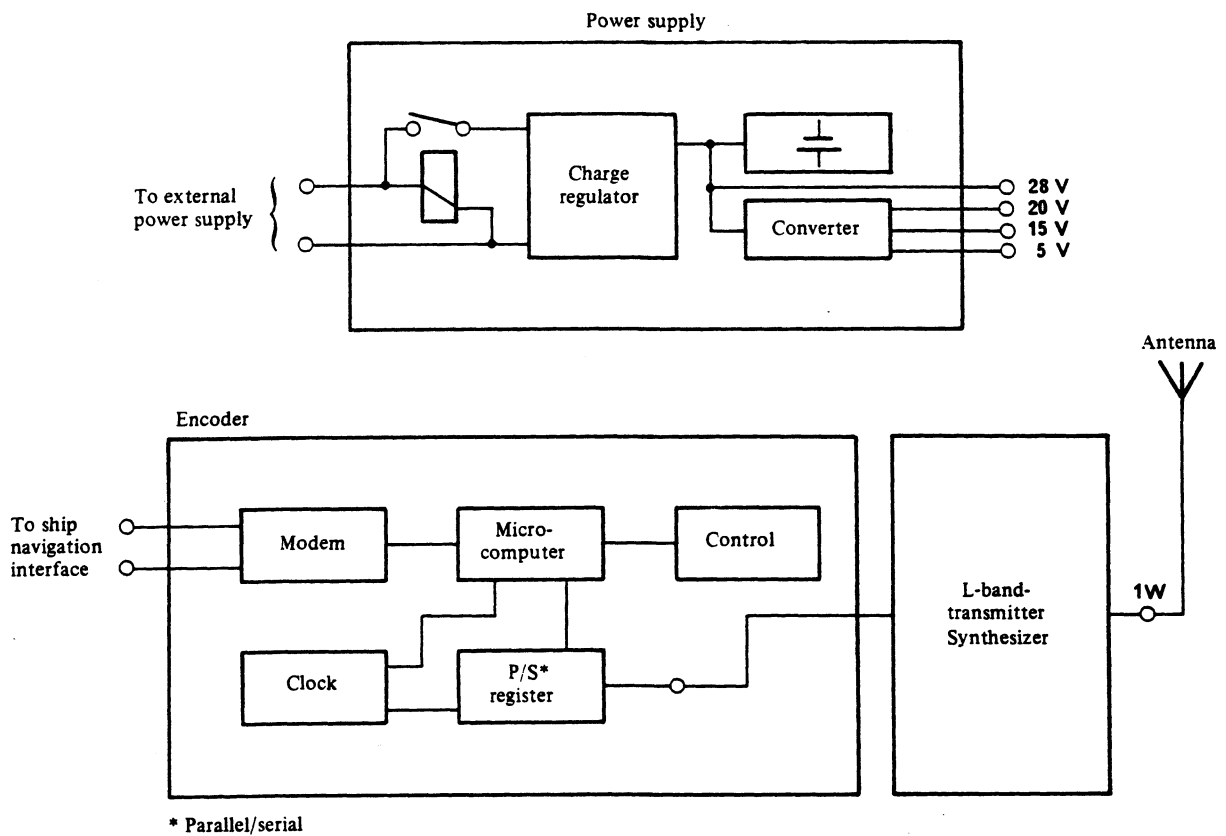 Power supply
To external
power supply
Charge
regulator
Converter
28 V
20 V
15 V
5 V
Antenna
Encoder
To ship
navigation
interface
Modem
Micro-
computer
Control
Clock
P/S*
register
L-band-
transmitter
Synthesizer
1W
* Parallel/serial